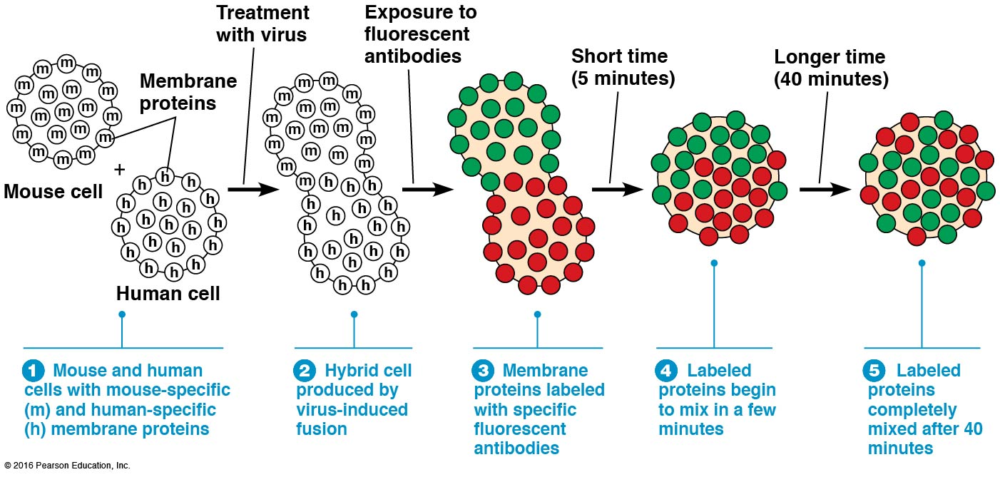 Treatment
with virus
Exposure to
fluorescent
antibodies
Short time
(5 minutes)
Longer time
(40 minutes)
Membrane
proteins
m m m m m m m m m m m m m m m m m m m m
+
Mouse cell
h h h h h h h h h h h h h h h h h h h h h
Human cell
m m m m m m m m m m m m m m m m m m m m
h h h h h h h h h h h h h h h h h h h h h
1 Mouse and human
cells with mouse-specific
(m) and human-specific
(h) membrane proteins
2 Hybrid cell
produced by
virus-induced
fusion
3 Membrane
proteins labeled
with specific
fluorescent
antibodies
4 Labeled
proteins begin
to mix in a few
minutes
5 Labeled
proteins
completely
mixed after 40
minutes
© 2016 Pearson Education, Inc.